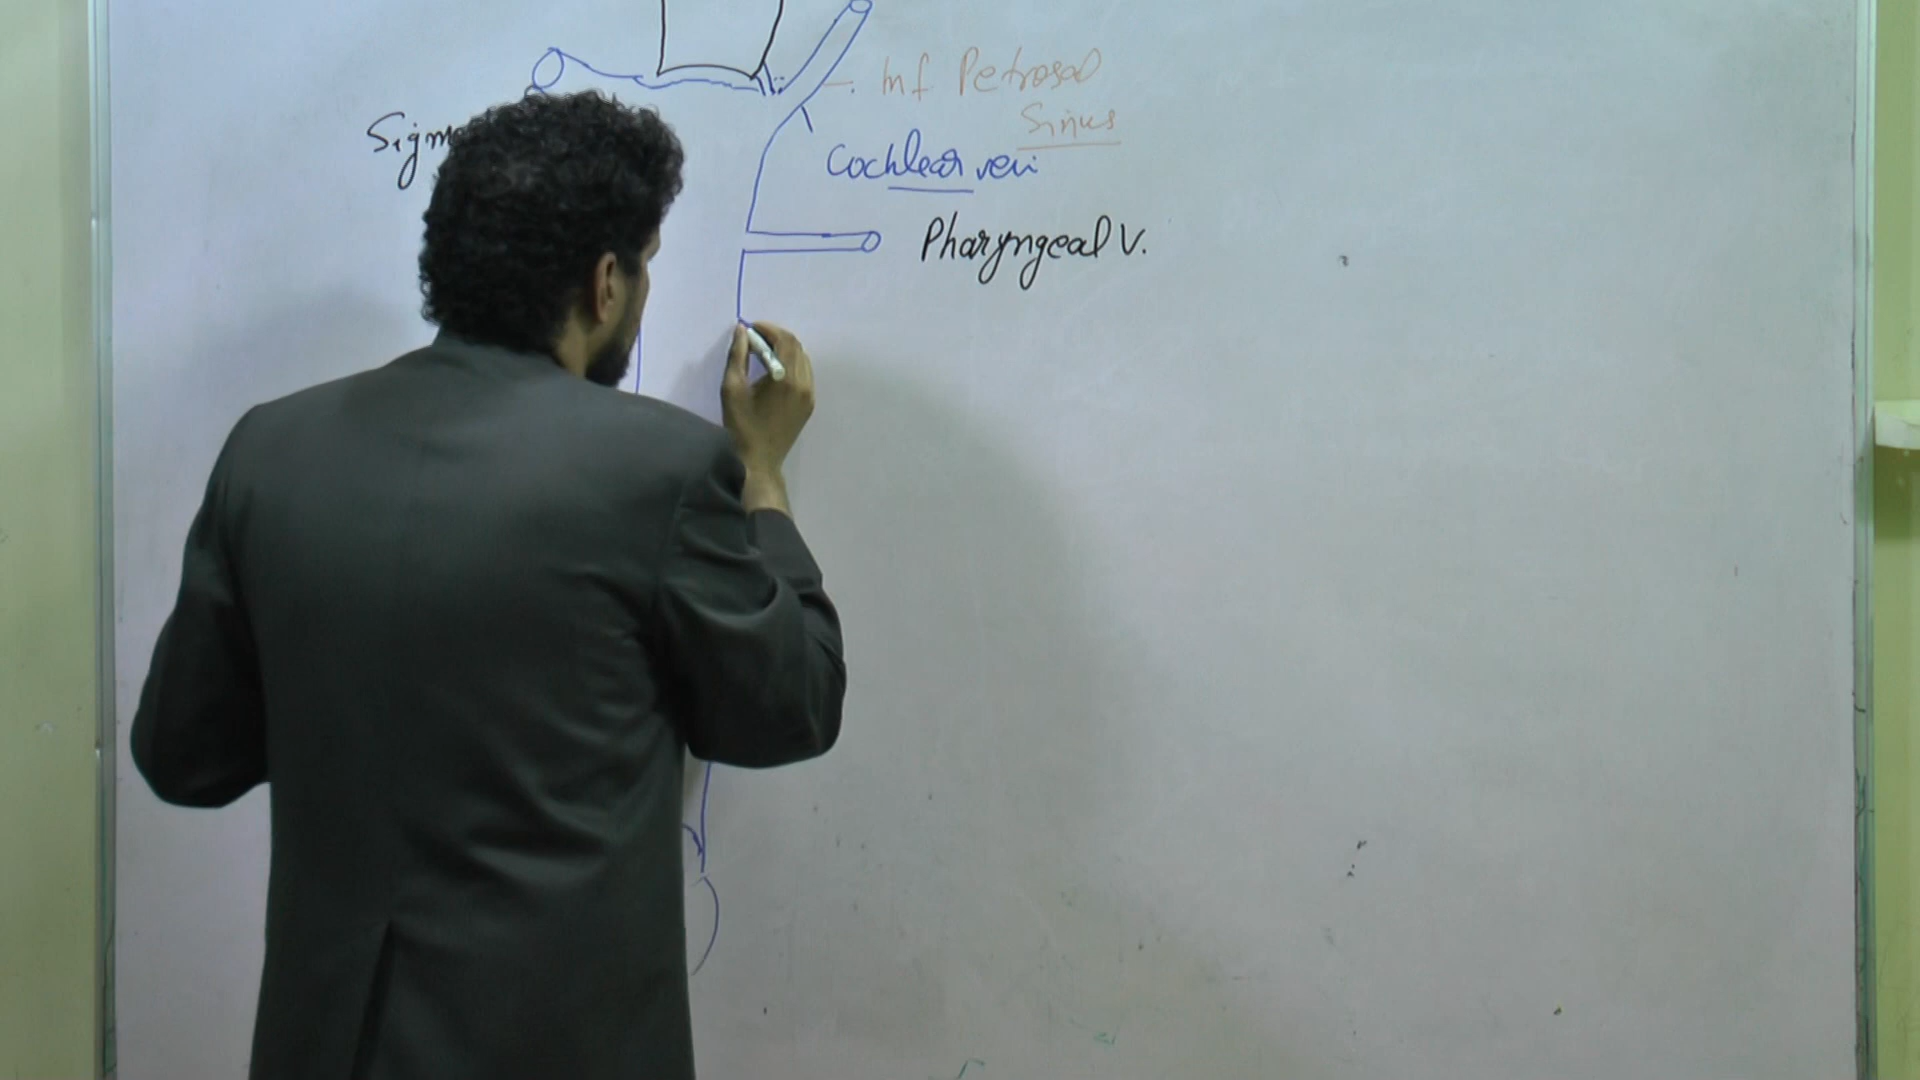 Inf Petrosal
Sinus
Sigm
Cochlear vein
Pharyngeal V.